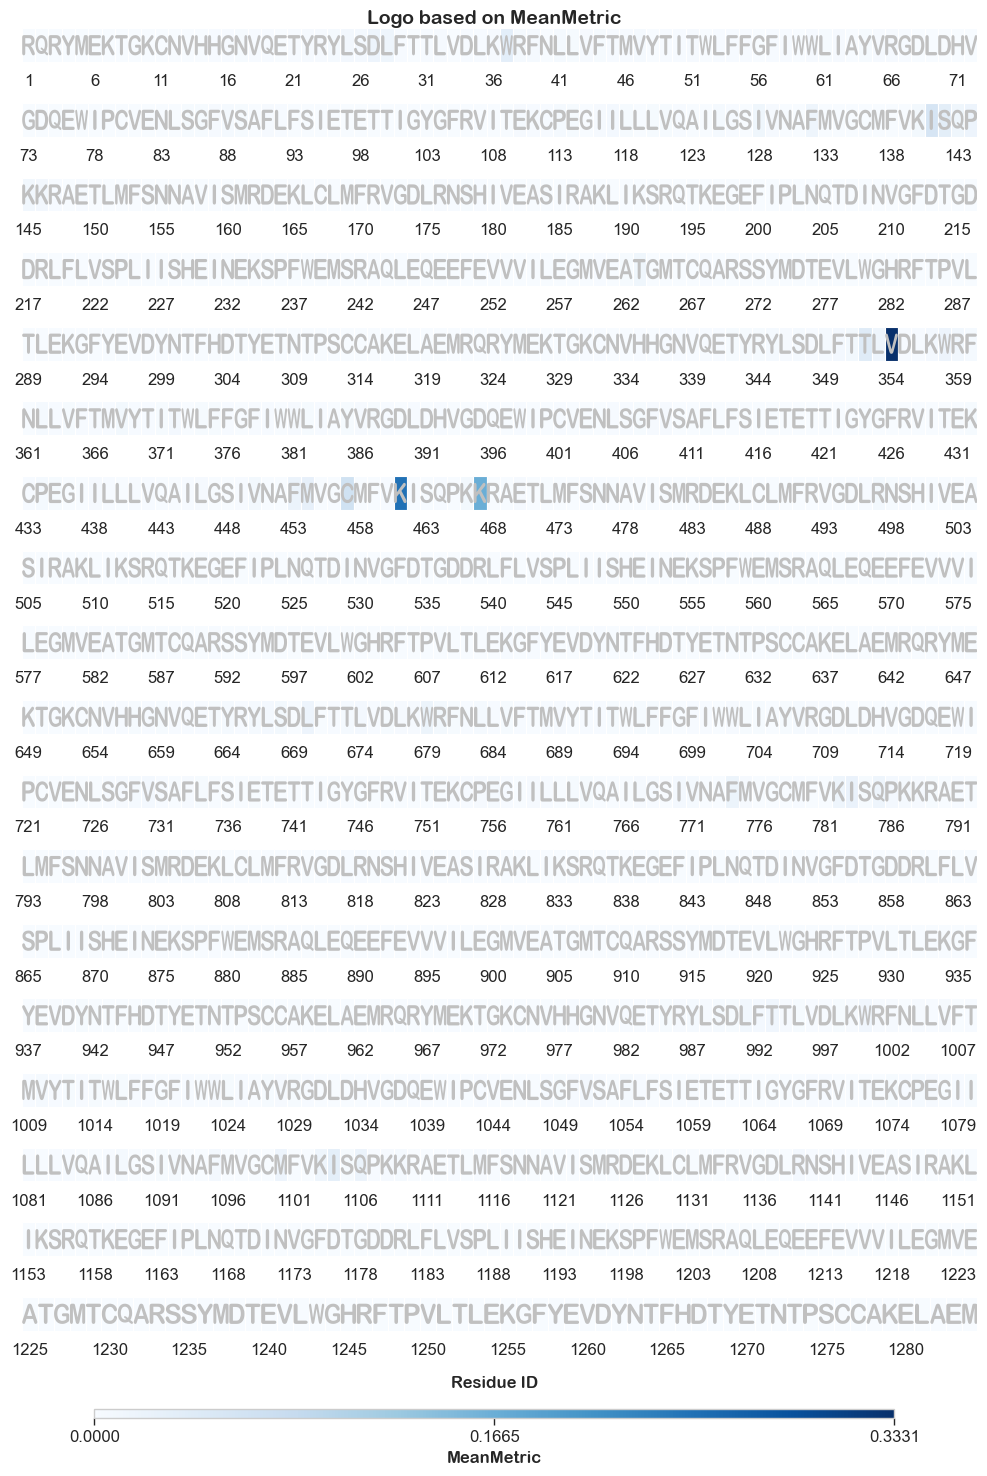 Logo based on MeanMetric
RQRYMEKTGKCNVHHGNVQETYRYLSDLFTTLVDLKWRFNLLVFTMVYTITWLFFGFIWWLIAYVRGDLDHV
1 6 11 16 21 26 31 36 41 46 51 56 61 66 71
GDQEWIPCVENLSGFVSAFLFSIETETTIGYGFRVITEKCPEGIILLLVQAILGSIVNAFMVGCMFVKISQP
73 78 83 88 93 98 103 108 113 118 123 128 133 138 143
KKRAETLMFSNNAVISMRDEKLCLMFRVGDLRNSHIVEASIRAKLIKSRQTKEGEFIPLNQTDINVGFDTGD
145 150 155 160 165 170 175 180 185 190 195 200 205 210 215
DRLFLVSPLIISHEINEKSPFWEMSRAQLEQEEFEVVVILEGMVEATGMTCQARSSYMDTEVLWGHRFTPVL
217 222 227 232 237 242 247 252 257 262 267 272 277 282 287
TLEKGFYEVDYNTFHDTYETNTPSCCAKELAEMRQRYMEKTGKCNVHHGNVQETYRYLSDLFTTLVDLKWRF
289 294 299 304 309 314 319 324 329 334 339 344 349 354 359
NLLVFTMVYTITWLFFGFIWWLIAYVRGDLDHVGDQEWIPCVENLSGFVSAFLFSIETETTIGYGFRVITEK
361 366 371 376 381 386 391 396 401 406 411 416 421 426 431
CPEGIILLLVQAILGSIVNAFMVGCMFVKISQPKKRAETLMFSNNAVISMRDEKLCLMFRVGDLRNSHIVEA
433 438 443 448 453 458 463 468 473 478 483 488 493 498 503
SIRAKLIKSRQTKEGEFIPLNQTDINVGFDTGDDRLFLVSPLIISHEINEKSPFWEMSRAQLEQEEFEVVVI
505 510 515 520 525 530 535 540 545 550 555 560 565 570 575
LEGMVEATGMTCQARSSYMDTEVLWGHRFTPVLTLEKGFYEVDYNTFHDTYETNTPSCCAKELAEMRQRYME
577 582 587 592 597 602 607 612 617 622 627 632 637 642 647
KTGKCNVHHGNVQETYRYLSDLFTTLVDLKWRFNLLVFTMVYTITWLFFGFIWWLIAYVRGDLDHVGDQEWI
649 654 659 664 669 674 679 684 689 694 699 704 709 714 719
PCVENLSGFVSAFLFSIETETTIGYGFRVITEKCPEGIILLLVQAILGSIVNAFMVGCMFVKISQPKKRAET
721 726 731 736 741 746 751 756 761 766 771 776 781 786 791
LMFSNNAVISMRDEKLCLMFRVGDLRNSHIVEASIRAKLIKSRQTKEGEFIPLNQTDINVGFDTGDDRLFLV
793 798 803 808 813 818 823 828 833 838 843 848 853 858 863
SPLIISHEINEKSPFWEMSRAQLEQEEFEVVVILEGMVEATGMTCQARSSYMDTEVLWGHRFTPVLTLEKGF
865 870 875 880 885 890 895 900 905 910 915 920 925 930 935
YEVDYNTFHDTYETNTPSCCAKELAEMRQRYMEKTGKCNVHHGNVQETYRYLSDLFTTLVDLKWRFNLLVFT
937 942 947 952 957 962 967 972 977 982 987 992 997 1002 1007
MVYTITWLFFGFIWWLIAYVRGDLDHVGDQEWIPCVENLSGFVSAFLFSIETETTIGYGFRVITEKCPEGII
1009 1014 1019 1024 1029 1034 1039 1044 1049 1054 1059 1064 1069 1074 1079
LLLVQAILGSIVNAFMVGCMFVKISQPKKRAETLMFSNNAVISMRDEKLCLMFRVGDLRNSHIVEASIRAKL
1081 1086 1091 1096 1101 1106 1111 1116 1121 1126 1131 1136 1141 1146 1151
IKSRQTKEGEFIPLNQTDINVGFDTGDDRLFLVSPLIISHEINEKSPFWEMSRAQLEQEEFEVVVILEGMVE
1153 1158 1163 1168 1173 1178 1183 1188 1193 1198 1203 1208 1213 1218 1223
ATGMTCQARSSYMDTEVLWGHRFTPVLTLEKGFYEVDYNTFHDTYETNTPSCCAKELAEM
1225 1230 1235 1240 1245 1250 1255 1260 1265 1270 1275 1280
Residue ID
0.0000 0.1665 0.3331
MeanMetric